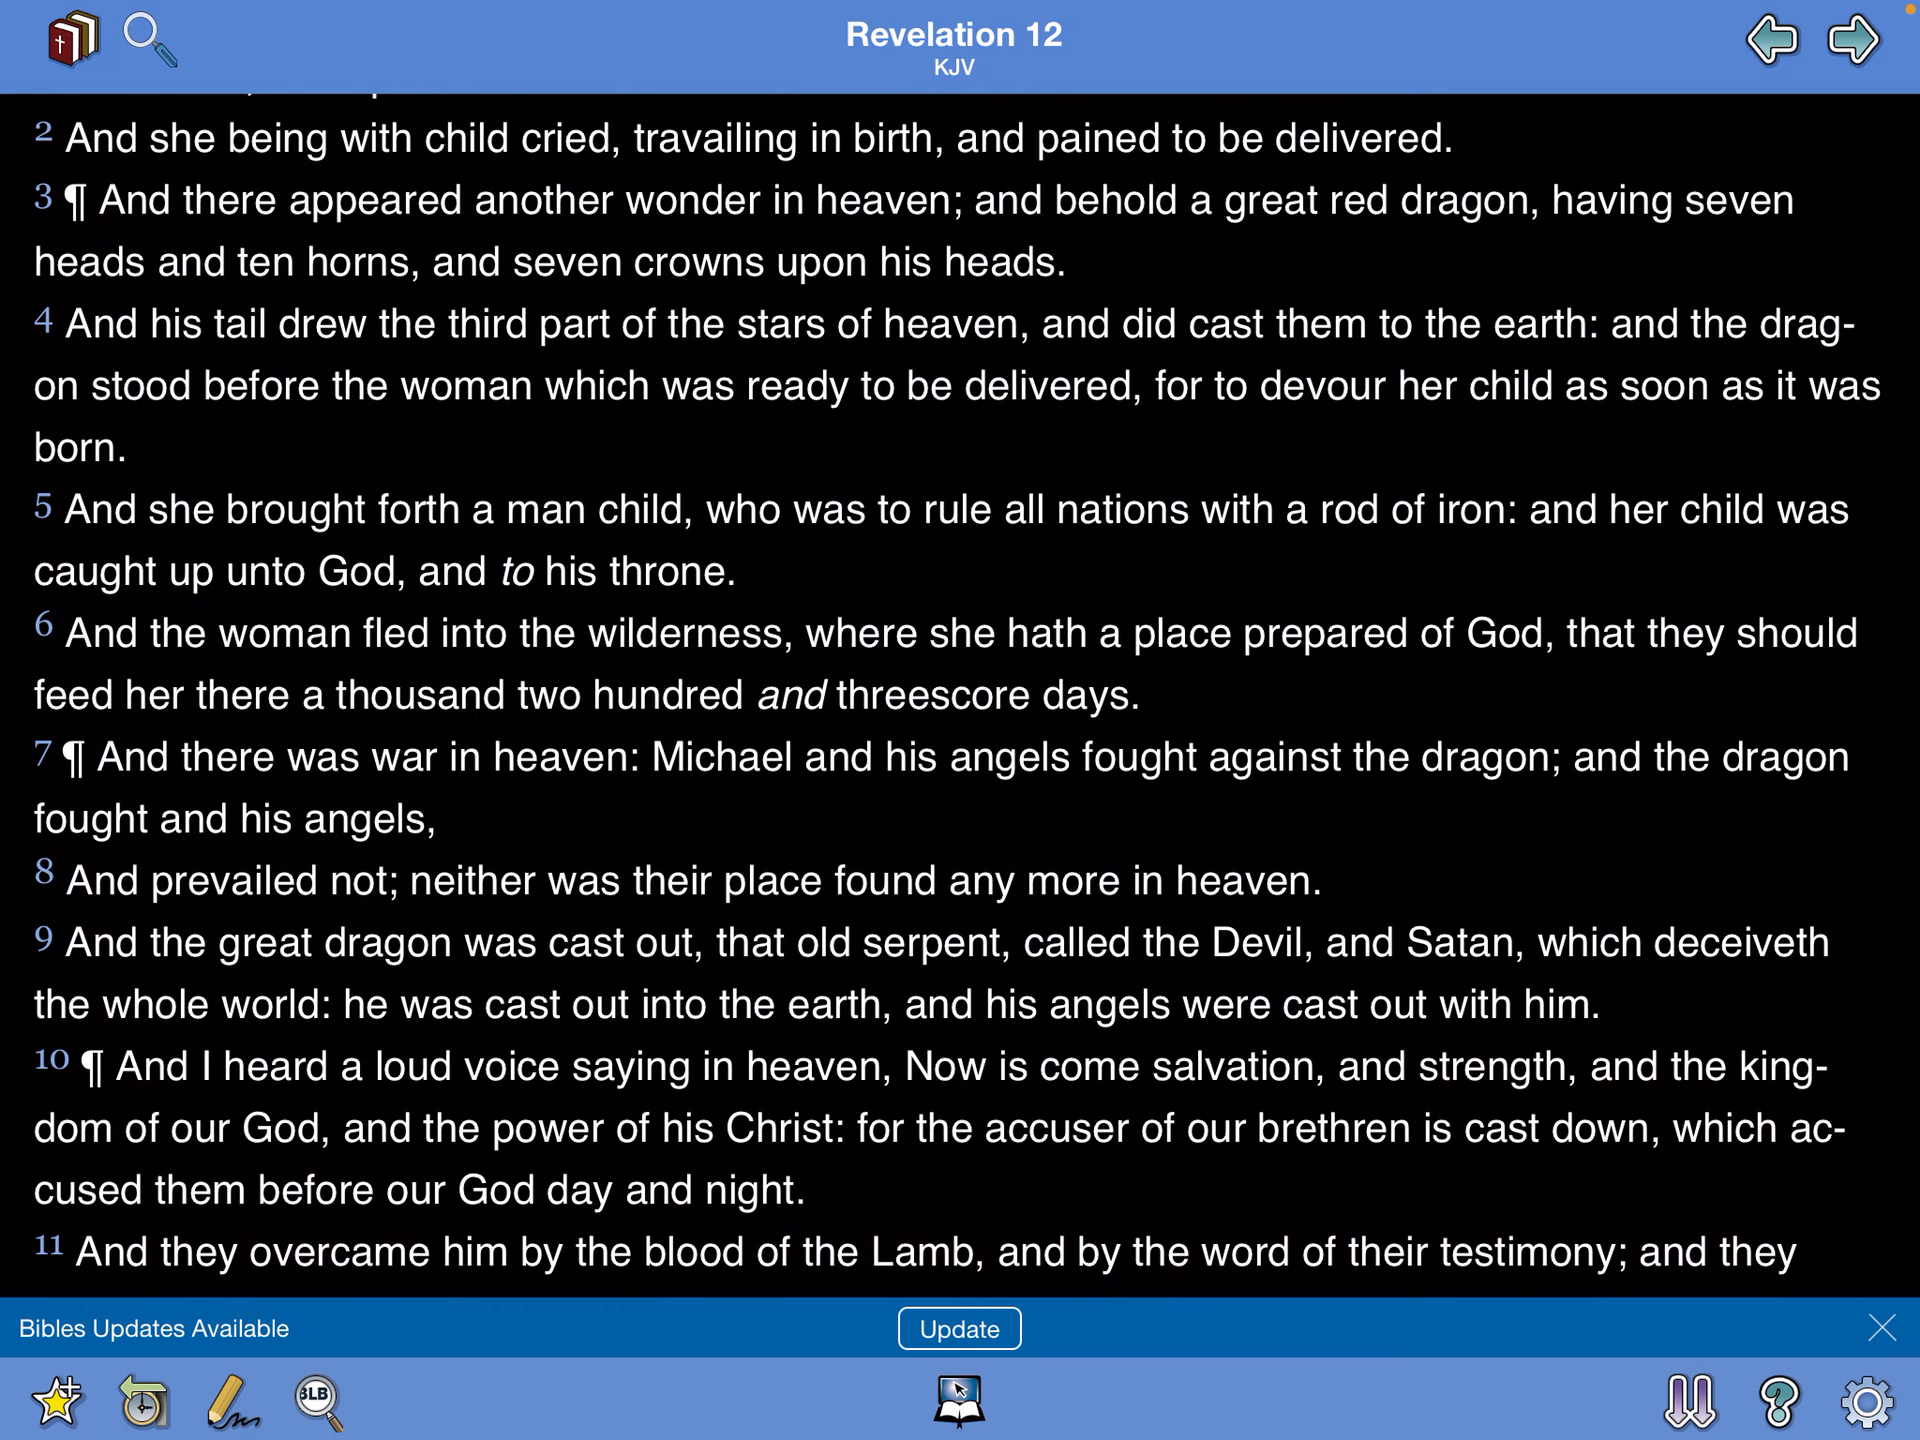 Revelation 12
KJV
2 And she being with child cried, travailing in birth, and pained to be delivered.
3 ¶ And there appeared another wonder in heaven; and behold a great red dragon, having seven
heads and ten horns, and seven crowns upon his heads.
4 And his tail drew the third part of the stars of heaven, and did cast them to the earth: and the drag-
on stood before the woman which was ready to be delivered, for to devour her child as soon as it was
born.
5 And she brought forth a man child, who was to rule all nations with a rod of iron: and her child was
caught up unto God, and to his throne.
6 And the woman fled into the wilderness, where she hath a place prepared of God, that they should
feed her there a thousand two hundred and threescore days.
7 ¶ And there was war in heaven: Michael and his angels fought against the dragon; and the dragon
fought and his angels,
8 And prevailed not; neither was their place found any more in heaven.
9 And the great dragon was cast out, that old serpent, called the Devil, and Satan, which deceiveth
the whole world: he was cast out into the earth, and his angels were cast out with him.
10 ¶ And I heard a loud voice saying in heaven, Now is come salvation, and strength, and the king-
dom of our God, and the power of his Christ: for the accuser of our brethren is cast down, which ac-
cused them before our God day and night.
11 And they overcame him by the blood of the Lamb, and by the word of their testimony; and they
Bibles Updates Available
Update
BLB